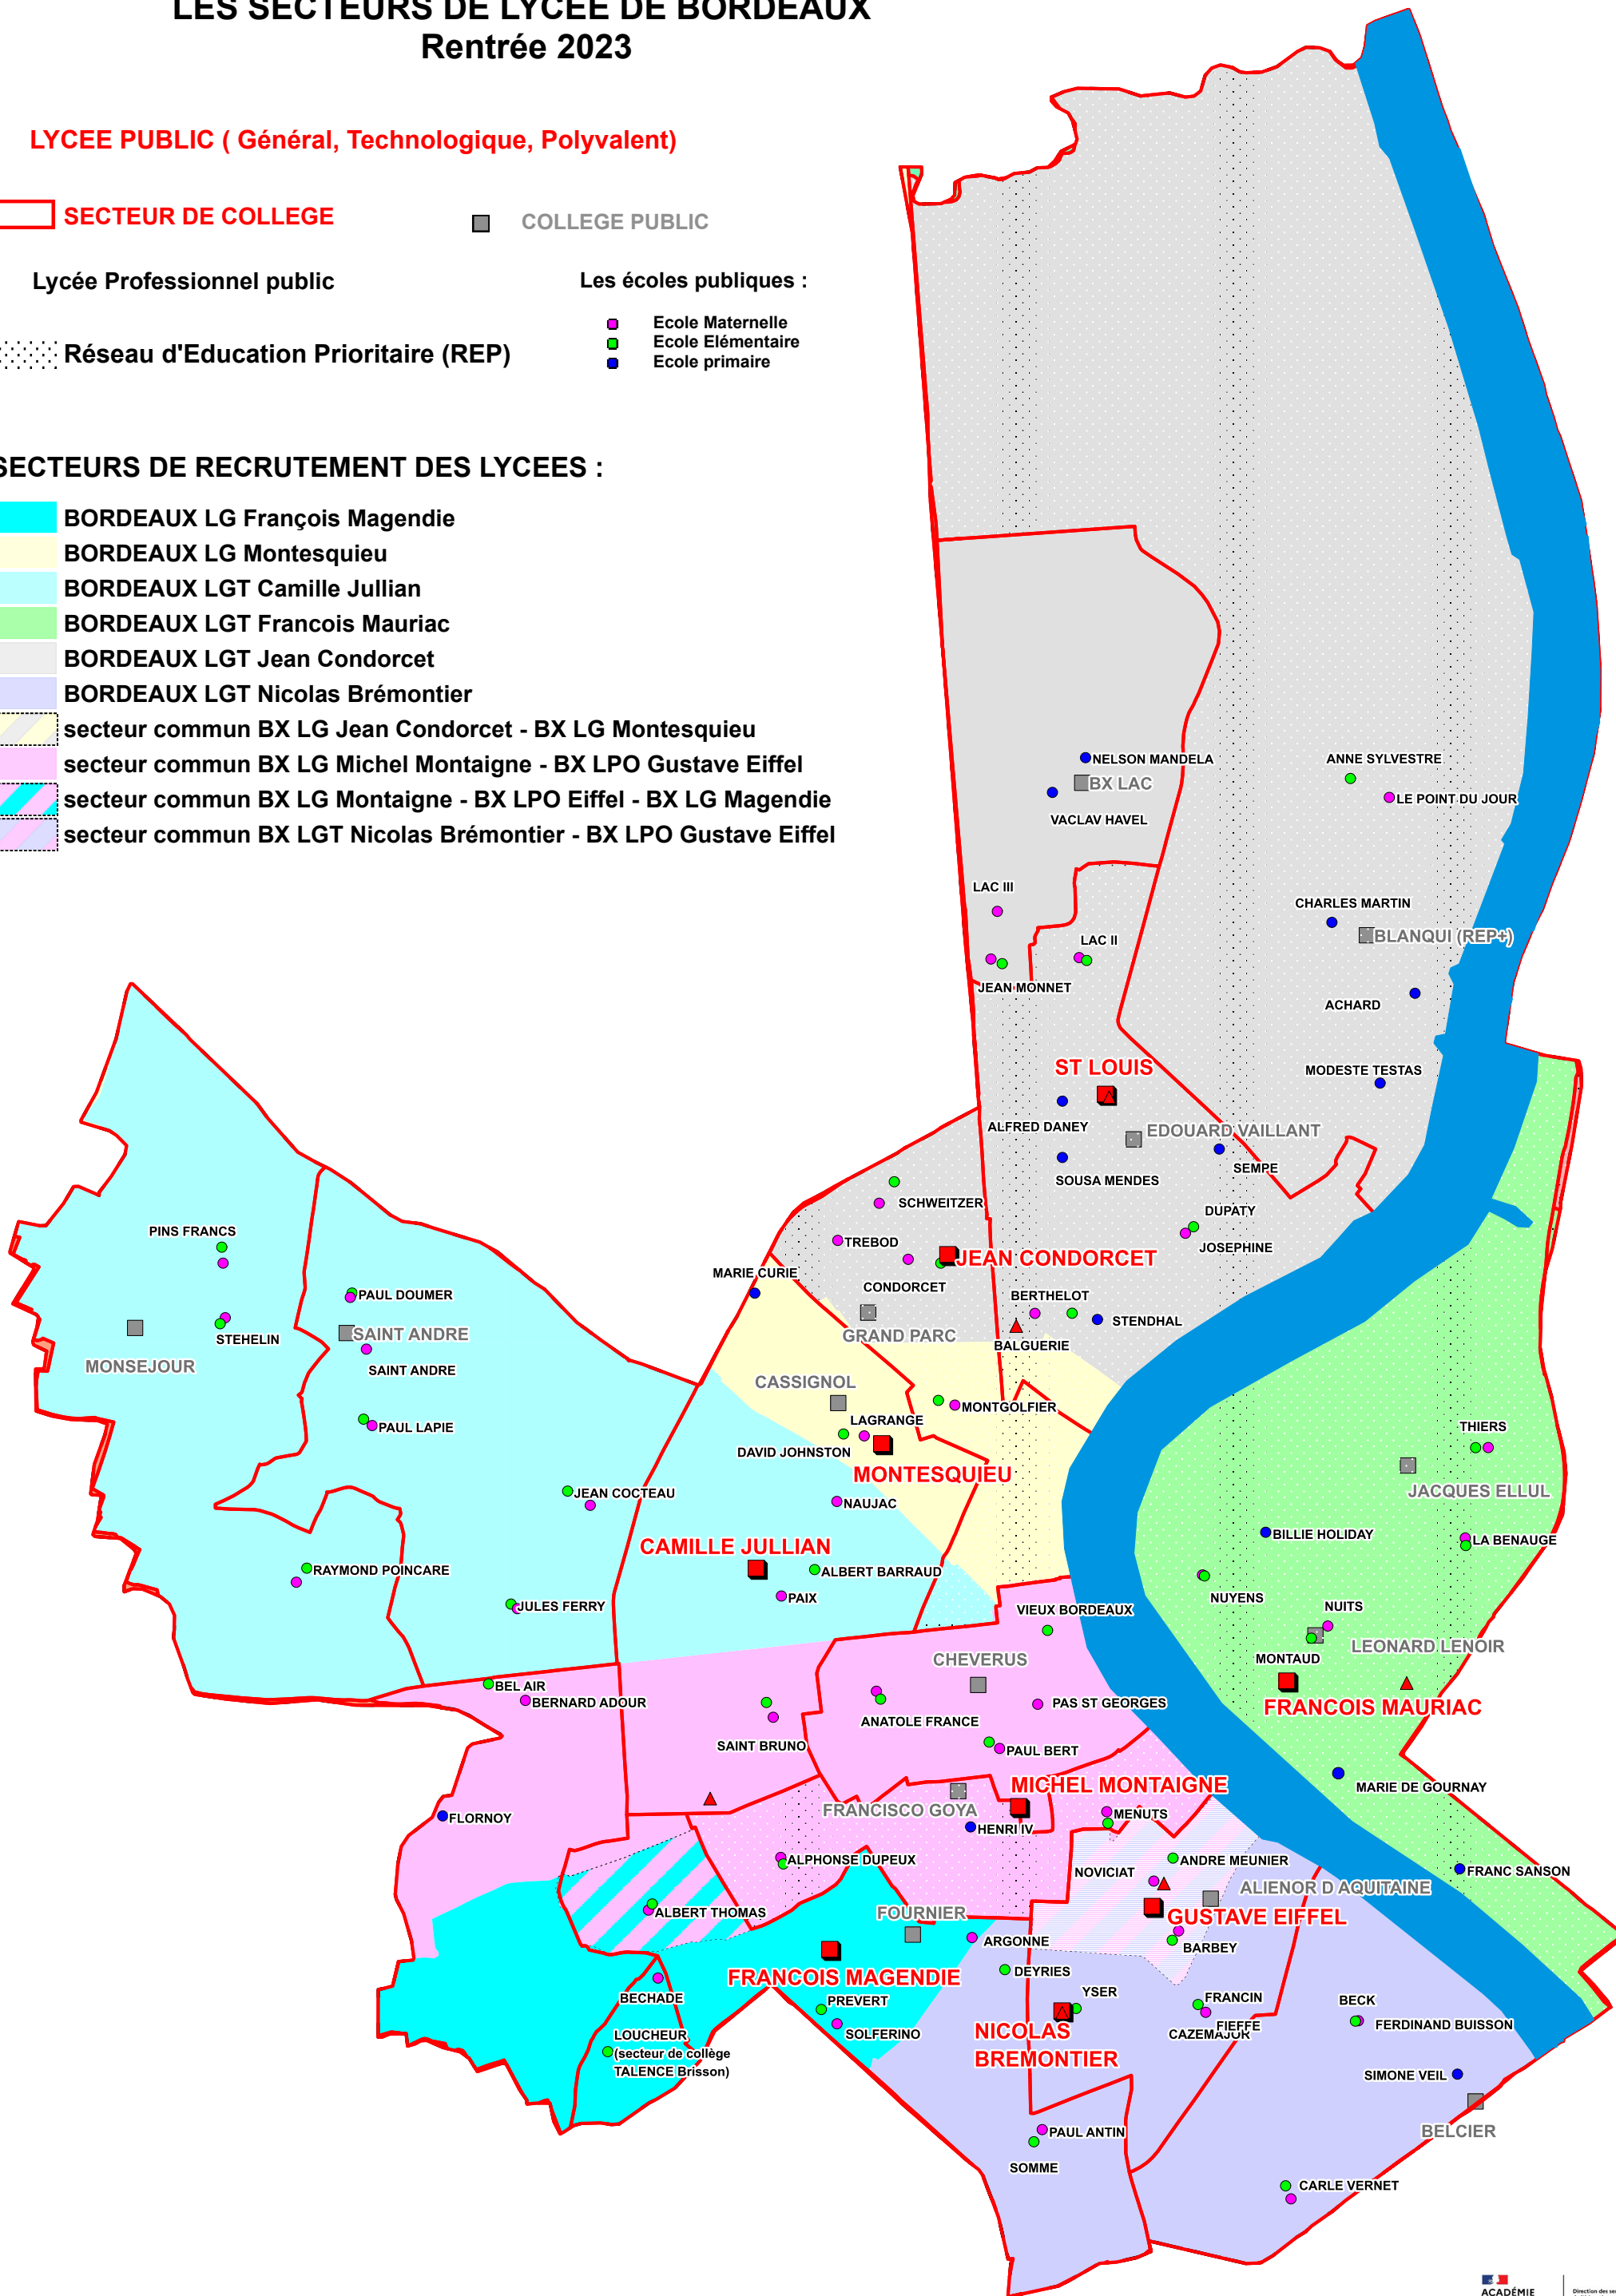 LES SECTEURS DE LYCEE DE BORDEAUX
Rentrée 2023
LYCEE PUBLIC ( Général, Technologique, Polyvalent)
SECTEUR DE COLLEGE
COLLEGE PUBLIC
Lycée Professionnel public
Les écoles publiques :
Ecole Maternelle
Ecole Elémentaire
Ecole primaire
Réseau d'Education Prioritaire (REP)
SECTEURS DE RECRUTEMENT DES LYCEES :
BORDEAUX LG François Magendie
BORDEAUX LG Montesquieu
BORDEAUX LGT Camille Jullian
BORDEAUX LGT Francois Mauriac
BORDEAUX LGT Jean Condorcet
BORDEAUX LGT Nicolas Brémontier
secteur commun BX LG Jean Condorcet - BX LG Montesquieu
secteur commun BX LG Michel Montaigne - BX LPO Gustave Eiffel
secteur commun BX LG Montaigne - BX LPO Eiffel - BX LG Magendie
secteur commun BX LGT Nicolas Brémontier - BX LPO Gustave Eiffel
NELSON MANDELA
ANNE SYLVESTRE
BX LAC
LE POINT DU JOUR
VACLAV HAVEL
LAC III
CHARLES MARTIN
BLANQUI (REP+)
LAC II
JEAN MONNET
ACHARD
ST LOUIS
MODESTE TESTAS
ALFRED DANEY
EDOUARD VAILLANT
SEMPE
SOUSA MENDES
SCHWEITZER
DUPATY
PINS FRANCS
TREBOD
JOSEPHINE
JEAN CONDORCET
MARIE CURIE
CONDORCET
PAUL DOUMER
BERTHELOT
STENDHAL
STEHELIN
SAINT ANDRE
GRAND PARC
BALGUERIE
MONSEJOUR
SAINT ANDRE
CASSIGNOL
MONTGOLFIER
LAGRANGE
PAUL LAPIE
THIERS
DAVID JOHNSTON
MONTESQUIEU
JACQUES ELLUL
JEAN COCTEAU
NAUJAC
BILLIE HOLIDAY
LA BENAUGE
CAMILLE JULLIAN
RAYMOND POINCARE
ALBERT BARRAUD
PAIX
NUYENS
JULES FERRY
VIEUX BORDEAUX
NUITS
LEONARD LENOIR
CHEVERUS
MONTAUD
BEL AIR
BERNARD ADOUR
PAS ST GEORGES
FRANCOIS MAURIAC
ANATOLE FRANCE
SAINT BRUNO
PAUL BERT
MICHEL MONTAIGNE
MARIE DE GOURNAY
FRANCISCO GOYA
MENUTS
FLORNOY
HENRI IV
ALPHONSE DUPEUX
ANDRE MEUNIER
NOVICIAT
FRANC SANSON
ALIENOR D AQUITAINE
ALBERT THOMAS
FOURNIER
GUSTAVE EIFFEL
ARGONNE
BARBEY
FRANCOIS MAGENDIE
DEYRIES
BECHADE
YSER
FRANCIN
BECK
PREVERT
FIEFFE
FERDINAND BUISSON
SOLFERINO
CAZEMAJOR
NICOLAS
BREMONTIER
LOUCHEUR
(secteur de collège
TALENCE Brisson)
SIMONE VEIL
PAUL ANTIN
BELCIER
SOMME
CARLE VERNET
ACADÉMIE